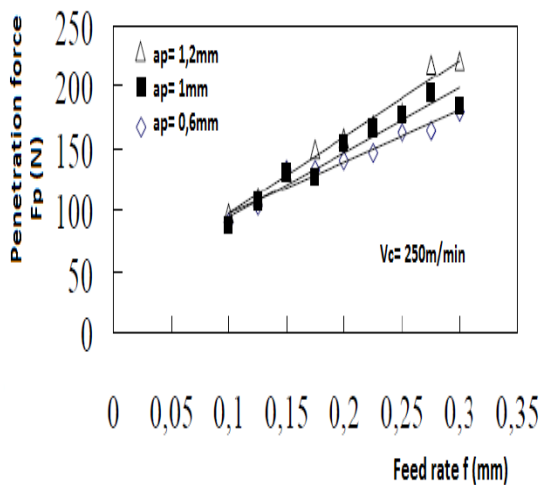 Penetration force
Fp (N)
250
200
150
100
50
0
ap= 1,2mm
ap= 1mm
ap= 0,6mm
Vc= 250m/min
0 0,05 0,1 0,15 0,2 0,25 0,3 0,35
Feed rate f (mm)